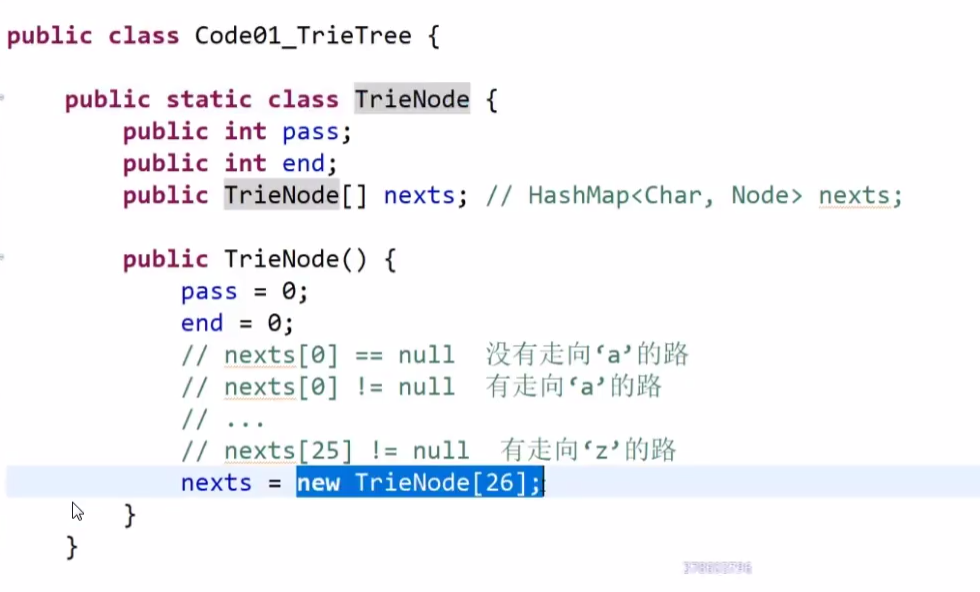 public class Code01_TrieTree {
public static class TrieNode {
public int pass;
public int end;
public TrieNode[] nexts; // HashMap<Char, Node> nexts;
public TrieNode() {
pass = 0;
end = 0;
// nexts[0] == null 没有走向‘a’的路
// nexts[0] != null 有走向‘a’的路
// ...
// nexts[25] != null 有走向‘z’的路
nexts = new TrieNode[26];
}
}